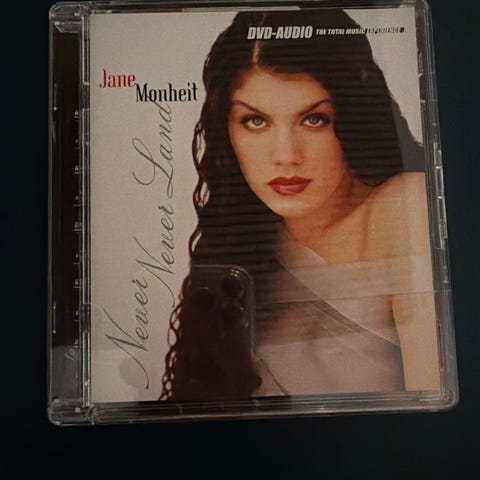 DVD-AUDIO THE TOTAL MUSIC EXPERIENCE
Jane
Monheit
Never Never Land